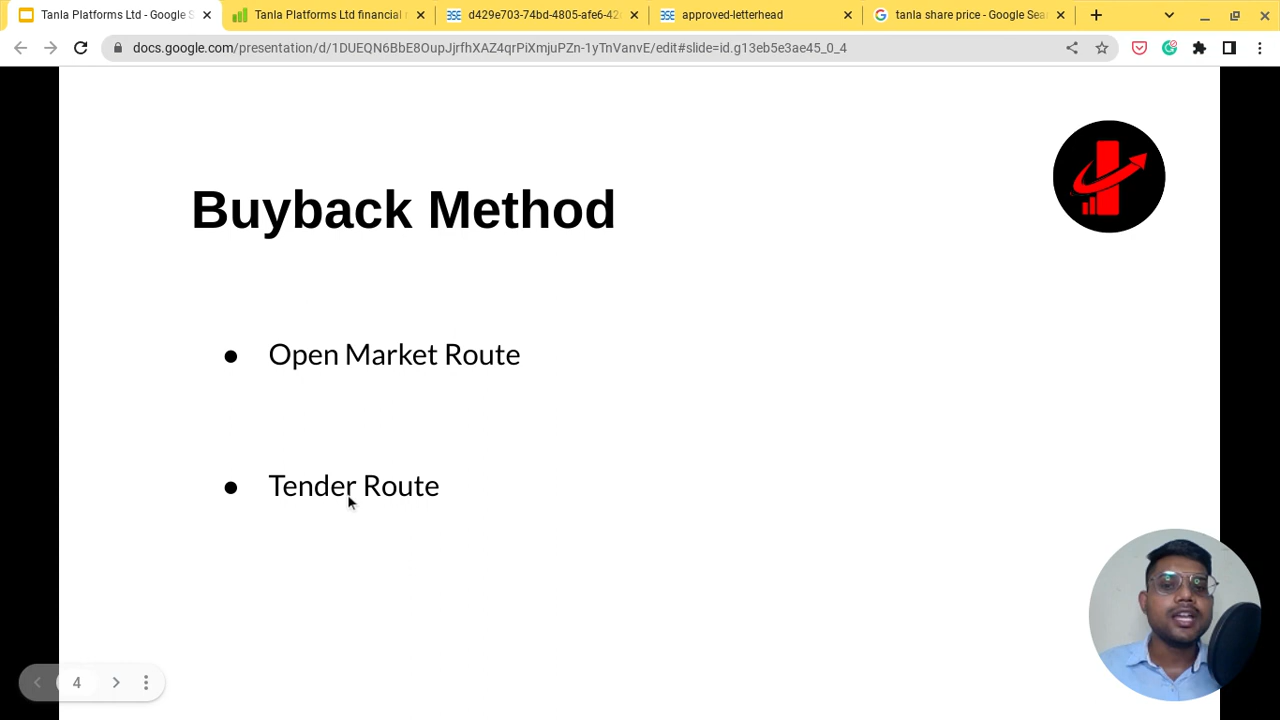 Tanla Platforms Ltd - Google S
Tanla Platforms Ltd financial
d429e703-74bd-4805-afe6-42
approved-letterhead
tanla share price - Google Sea
docs.google.com/presentation/d/1DUEQN6BbE8OupJjrfhXAZ4qrPiXmjuPZn-1yTnVanvE/edit#slide=id.g13eb5e3ae45_0_4
Buyback Method
● Open Market Route
● Tender Route
4